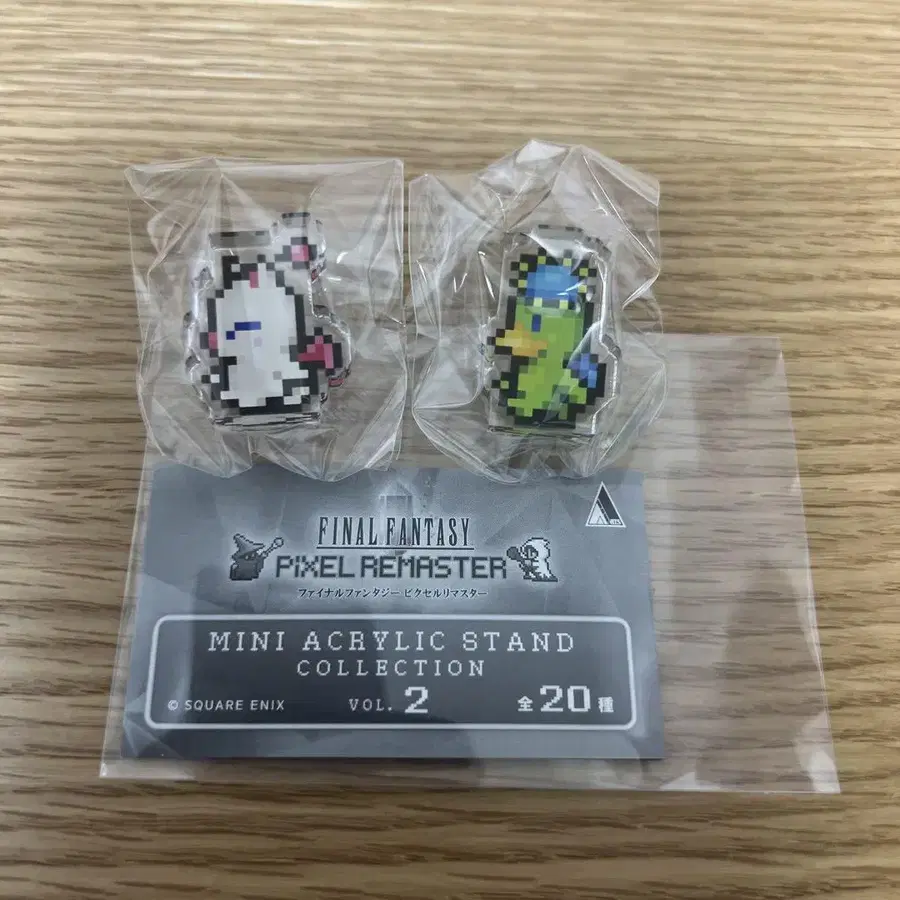 FINAL FANTASY
PIXEL REMASTER
ファイナルファンタジー ピクセルリマスター
MINI ACRYLIC STAND
COLLECTION
© SQUARE ENIX VOL. 2 全20種